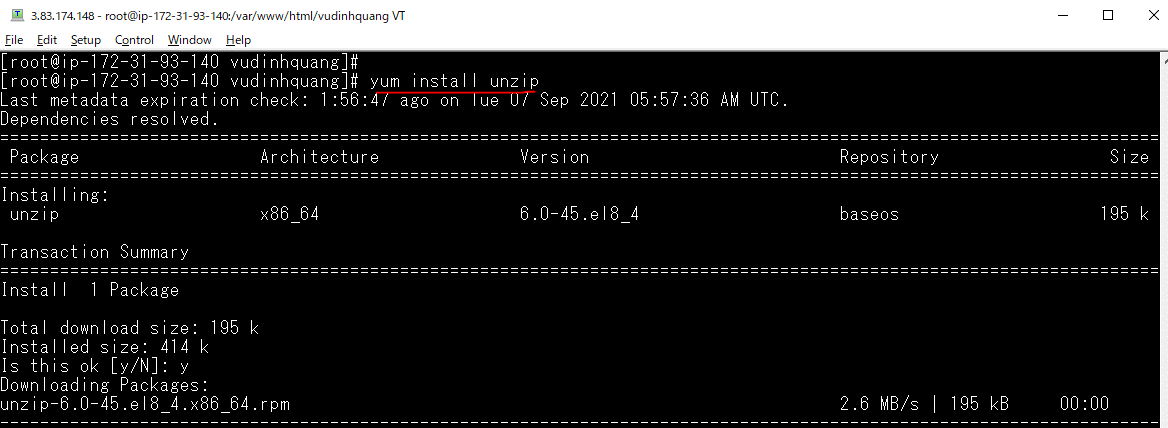 3.83.174.148 - root@ip-172-31-93-140:/var/www/html/vudinhquang VT
File Edit Setup Control Window Help
[root@ip-172-31-93-140 vudinhquang]#
[root@ip-172-31-93-140 vudinhquang]# yum install unzip
Last metadata expiration check: 1:56:47 ago on Tue 07 Sep 2021 05:57:36 AM UTC.
Dependencies resolved.
================================================================================
Package Architecture Version Repository Size
================================================================================
Installing:
unzip x86_64 6.0-45.el8_4 baseos 195 k
Transaction Summary
================================================================================
Install 1 Package
Total download size: 195 k
Installed size: 414 k
Is this ok [y/N]: y
Downloading Packages:
unzip-6.0-45.el8_4.x86_64.rpm 2.6 MB/s | 195 kB 00:00
--------------------------------------------------------------------------------